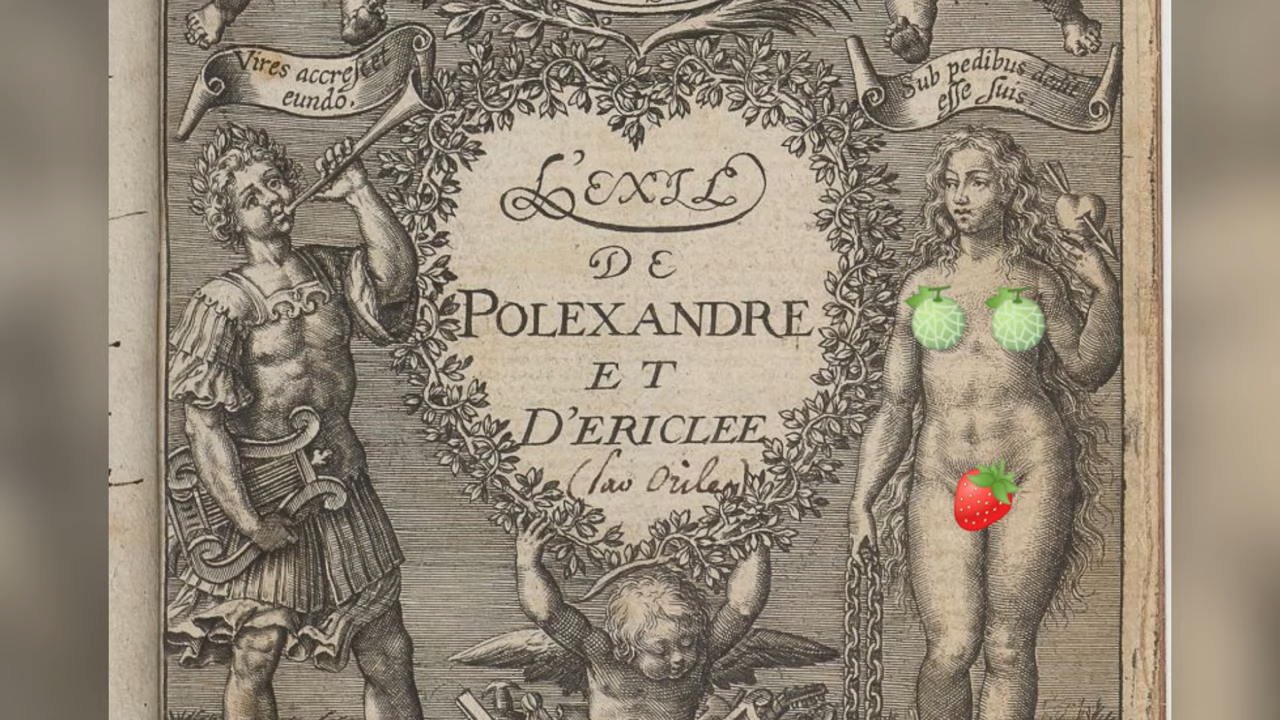 Vires accrescet
eundo.
Sub pedibus
esse suis
L'EXIL
DE
POLEXANDRE
ET
D'ERICLEE